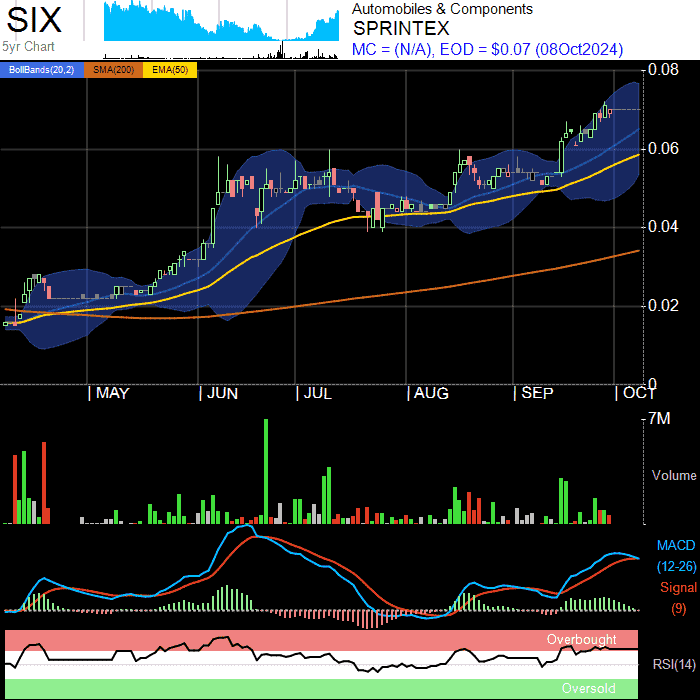 SIX
5yr Chart
Automobiles & Components
SPRINTEX
MC = (N/A), EOD = $0.07 (08Oct2024)
BollBands(20,2) SMA(200) EMA(50)
0.08
0.06
0.04
0.02
0
MAY JUN JUL AUG SEP OCT
7M
Volume
MACD
(12-26)
Signal
(9)
Overbought
RSI(14)
Oversold